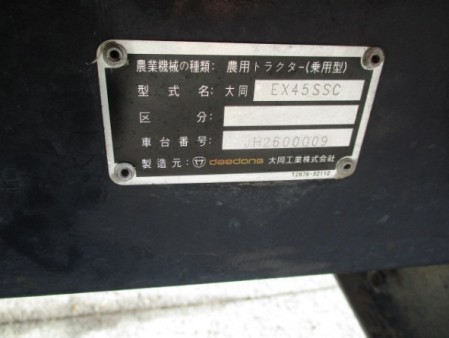 農業機械の種類: 農用トラクター(乗用型)
型式名: 大同 EX45SSC
区分:
車台番号: JH2600009
製造元: daedong 大同工業株式会社